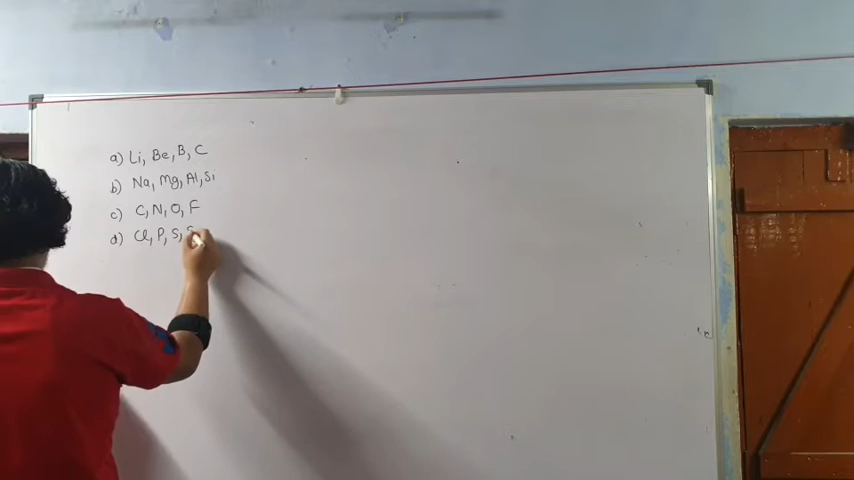 a) Li, Be, B, C
b) Na, Mg, Al, Si
c) C, N, O, F
d) Cl, P, S,